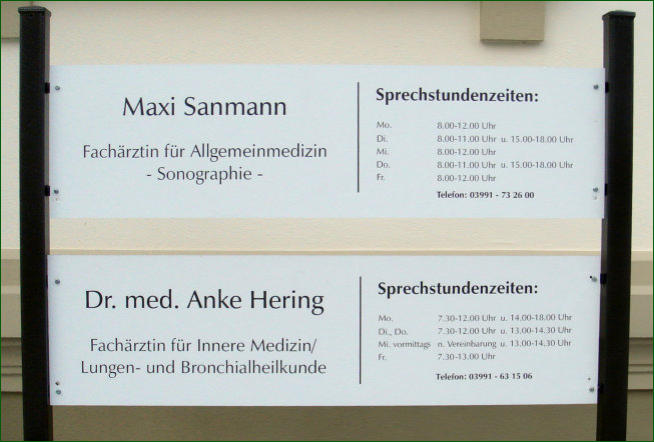 Maxi Sanmann
Fachärztin für Allgemeinmedizin
- Sonographie -
Sprechstundenzeiten:
Mo. 8.00-12.00 Uhr
Di. 8.00-11.00 Uhr u. 15.00-18.00 Uhr
Mi. 8.00-12.00 Uhr
Do. 8.00-11.00 Uhr u. 15.00-18.00 Uhr
Fr. 8.00-12.00 Uhr
Telefon: 03991 - 73 26 00
Dr. med. Anke Hering
Fachärztin für Innere Medizin/
Lungen- und Bronchialheilkunde
Sprechstundenzeiten:
Mo. 7.30-12.00 Uhr u. 14.00-18.00 Uhr
Di., Do. 7.30-12.00 Uhr u. 13.00-14.30 Uhr
Mi. vormittags n. Vereinbarung u. 13.00-14.30 Uhr
Fr. 7.30-13.00 Uhr
Telefon: 03991 - 63 15 06